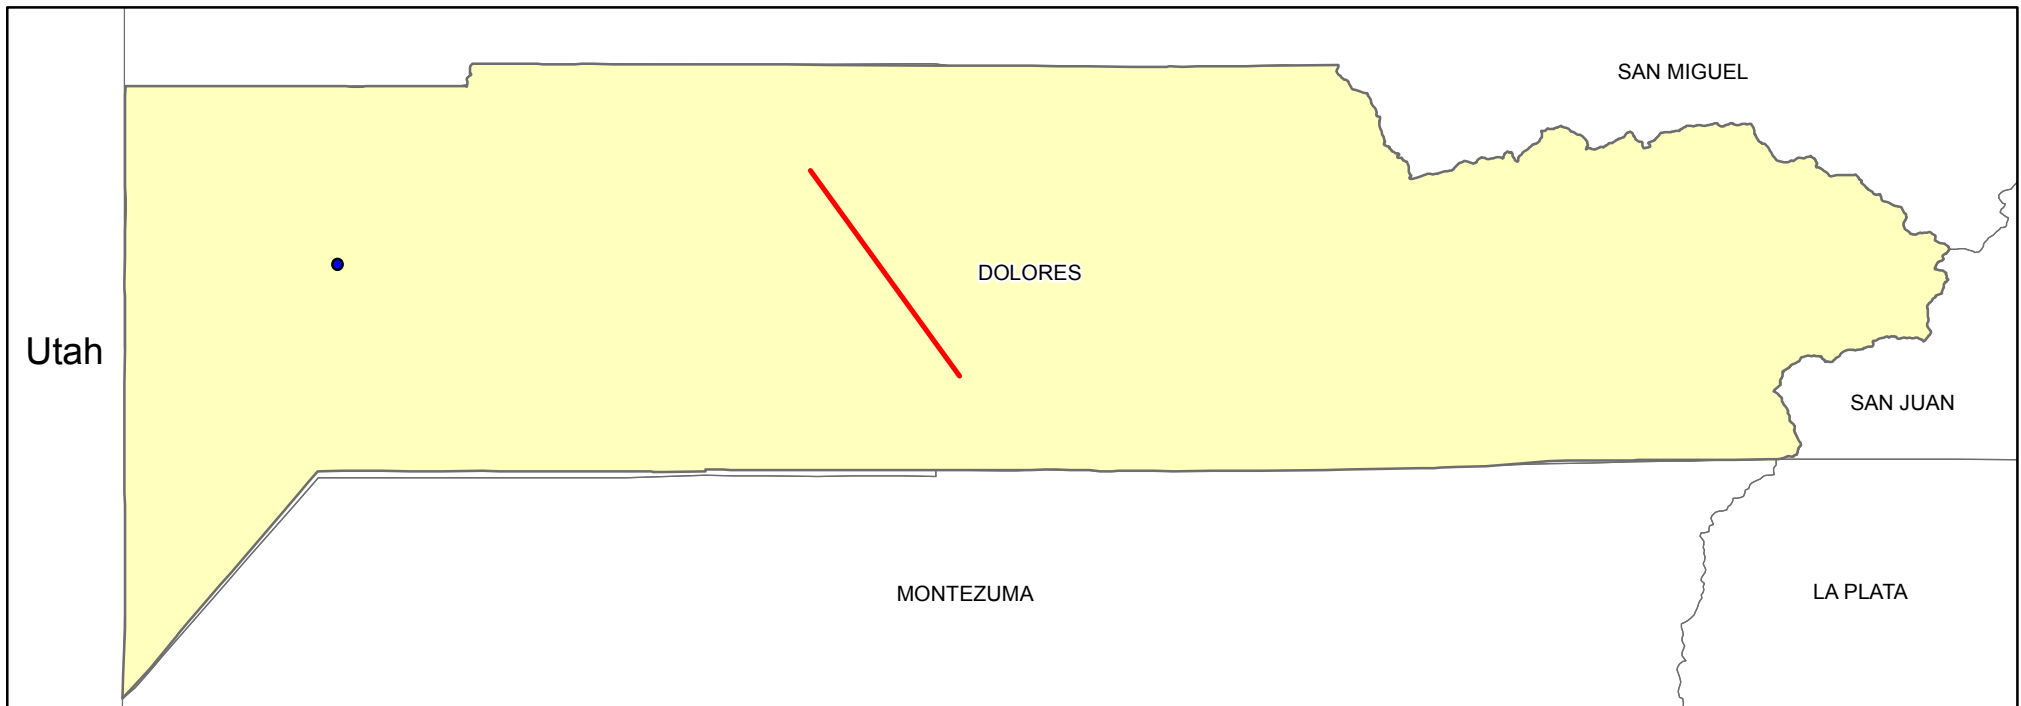 SAN MIGUEL
DOLORES
Utah
SAN JUAN
MONTEZUMA
LA PLATA